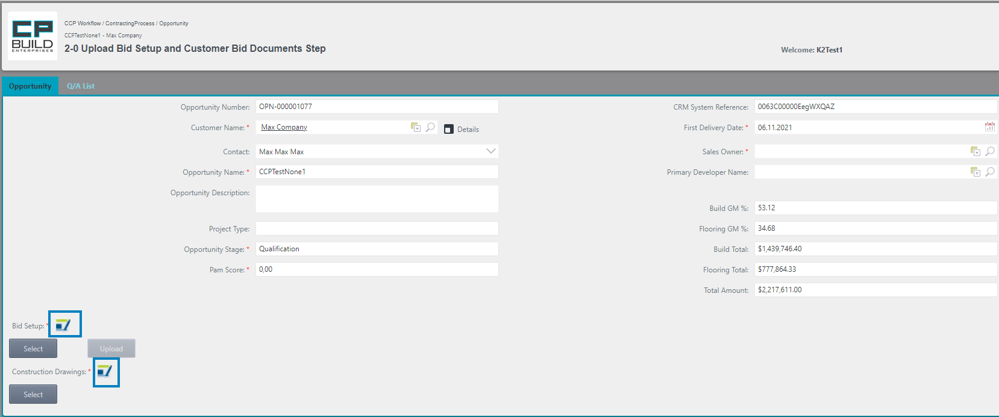 CP
BUILD
ENTERPRISES
CCP Workflow / ContractingProcess / Opportunity
CCPTestNone1 - Max Company
2-0 Upload Bid Setup and Customer Bid Documents Step
Welcome: K2Test1
Opportunity
Q/A List
Opportunity Number: OPN-000001077
Customer Name: * Max Company
Details
Contact: Max Max Max
Opportunity Name: * CCPTestNone1
Opportunity Description:
Project Type:
Opportunity Stage: * Qualification
Pam Score: * 0,00
CRM System Reference: 0063C00000EegWXQAZ
First Delivery Date: * 06.11.2021
Sales Owner: *
Primary Developer Name:
Build GM %: 53.12
Flooring GM %: 34.68
Build Total: $1,439,746.40
Flooring Total: $777,864.33
Total Amount: $2,217,611.00
Bid Setup: *
Select Upload
Construction Drawings: *
Select